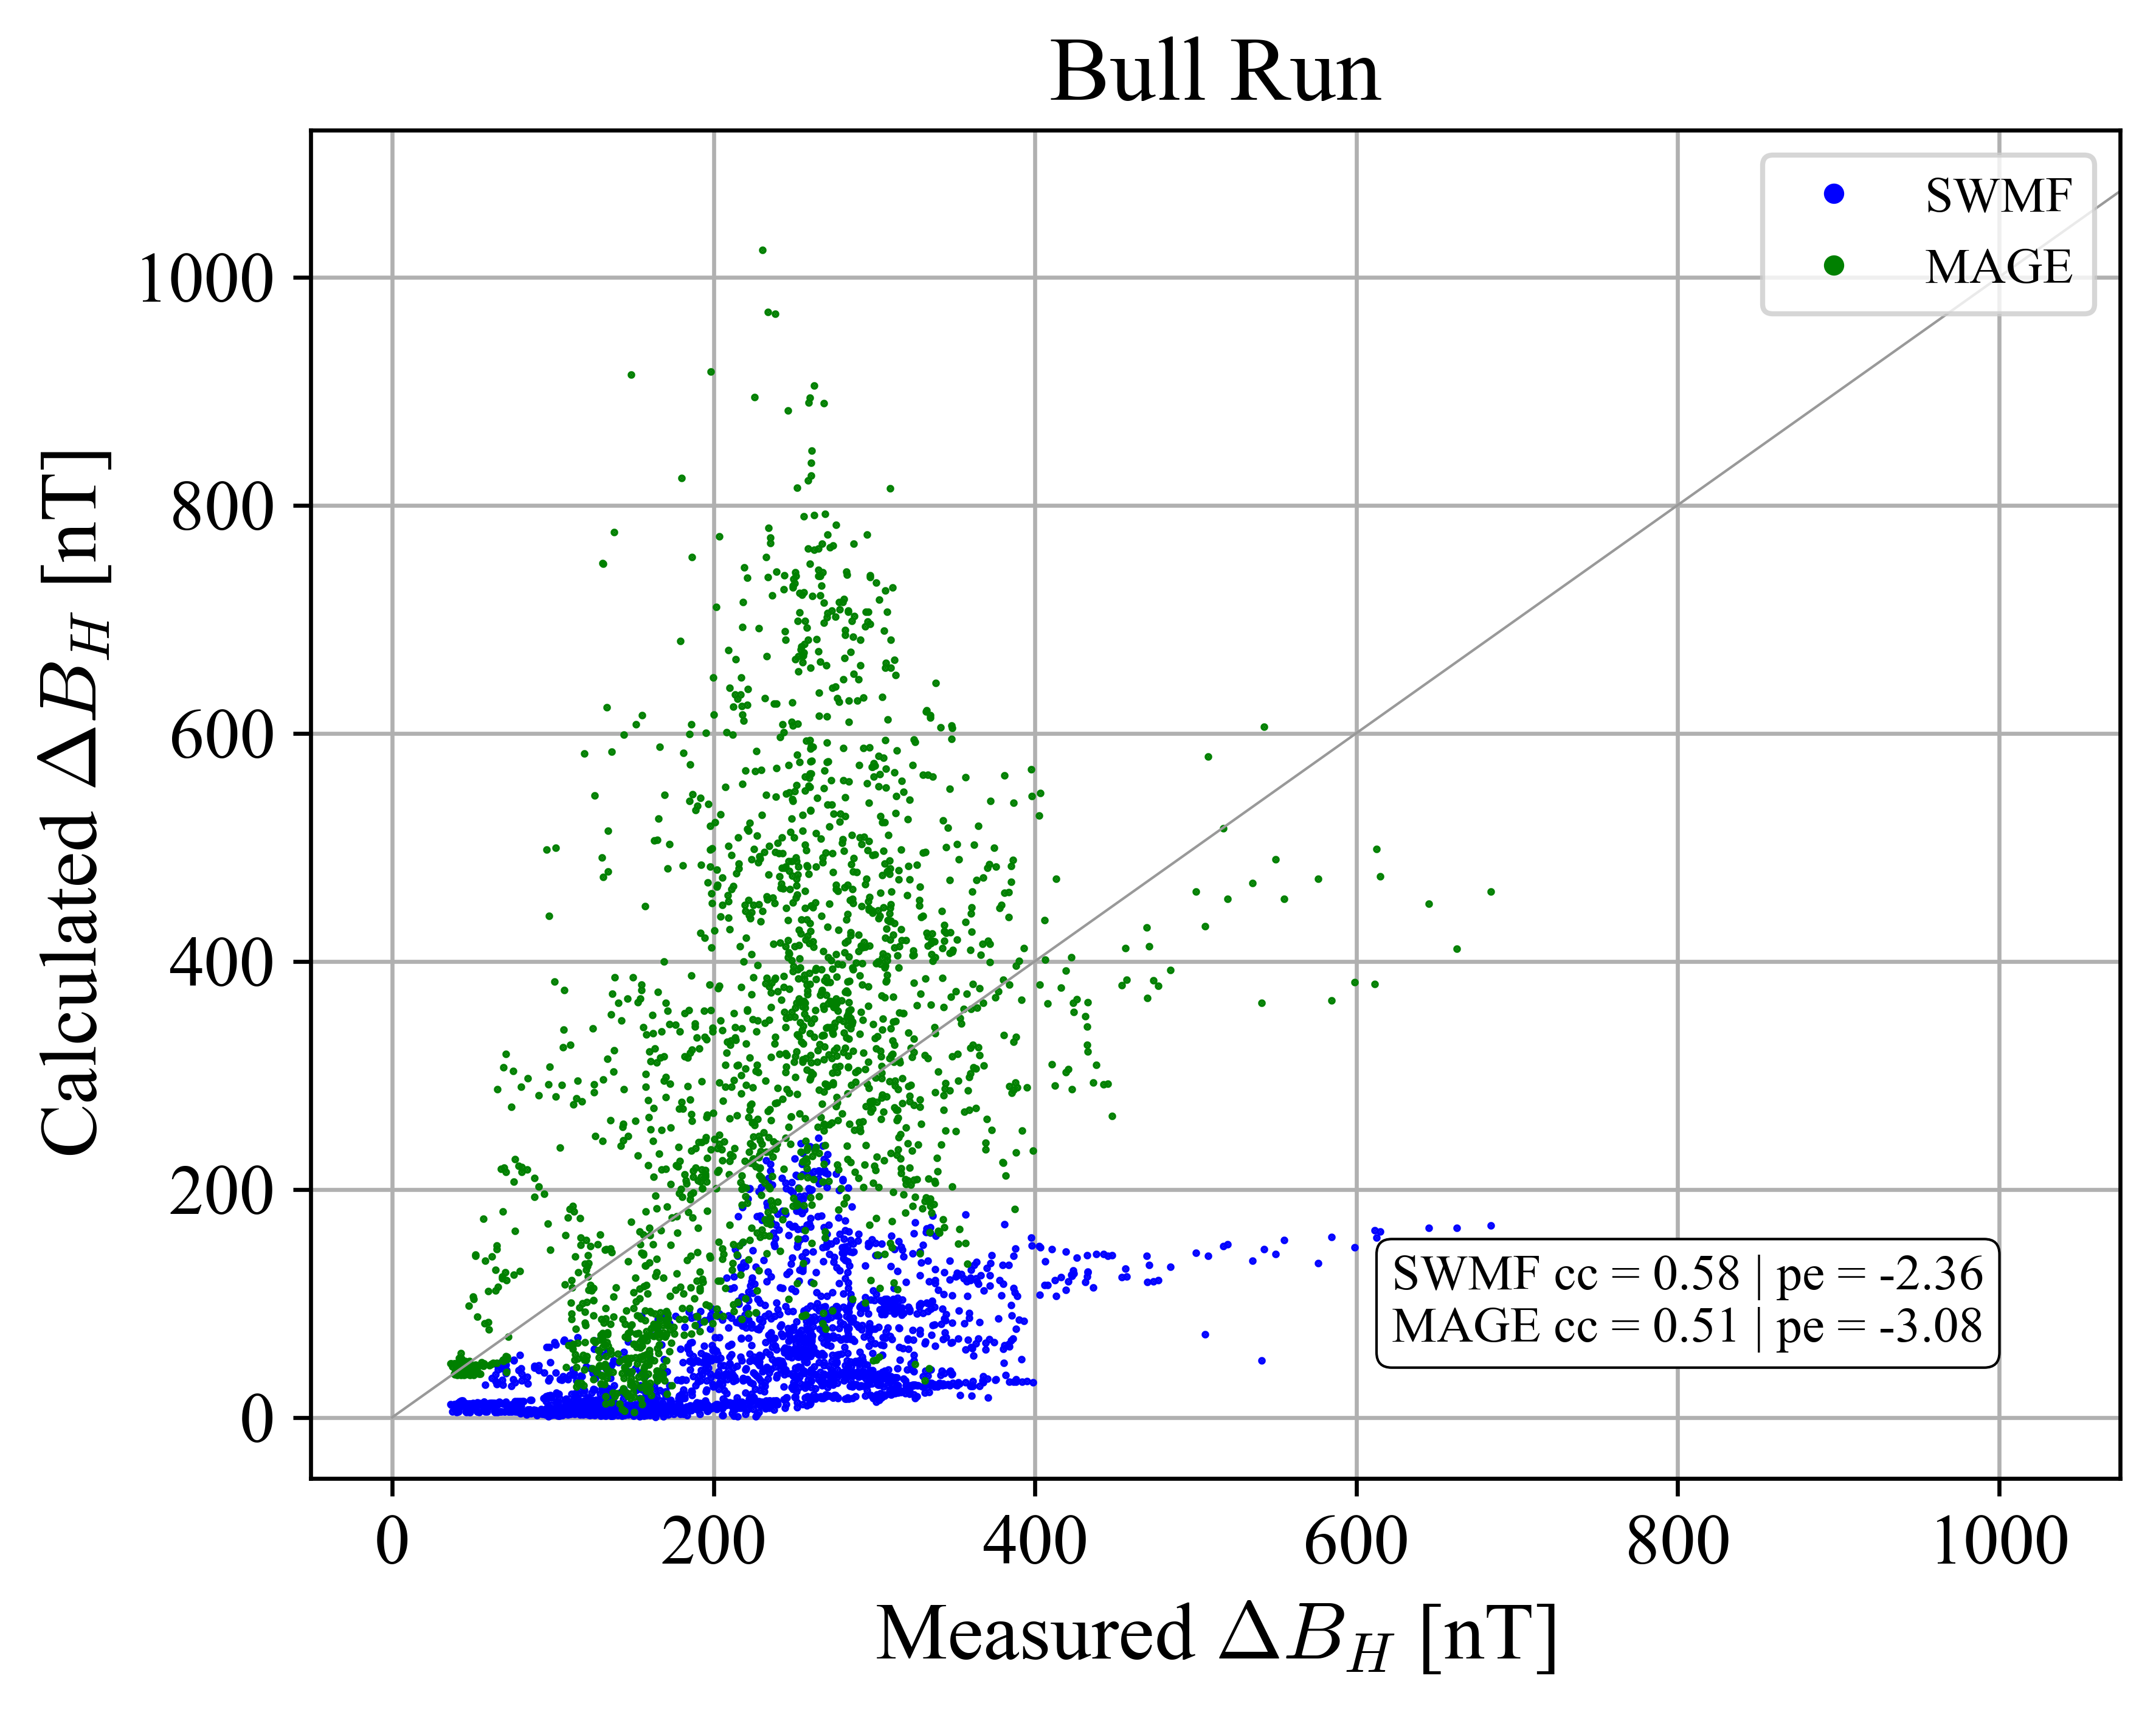 Bull Run
SWMF
MAGE
1000
800
600
400
200
0
Calculated ΔB_H [nT]
SWMF cc = 0.58 | pe = -2.36
MAGE cc = 0.51 | pe = -3.08
0 200 400 600 800 1000
Measured ΔB_H [nT]